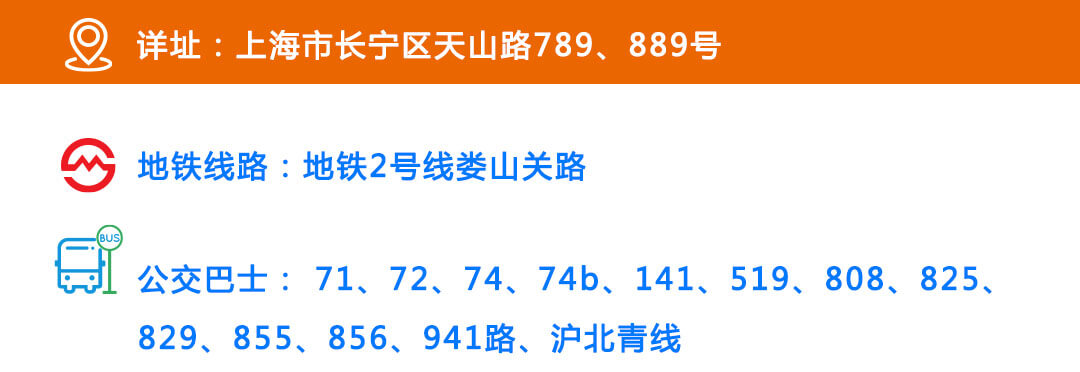 详址：上海市长宁区天山路789、889号
地铁线路：地铁2号线娄山关路
BUS
公交巴士： 71、72、74、74b、141、519、808、825、
829、855、856、941路、沪北青线